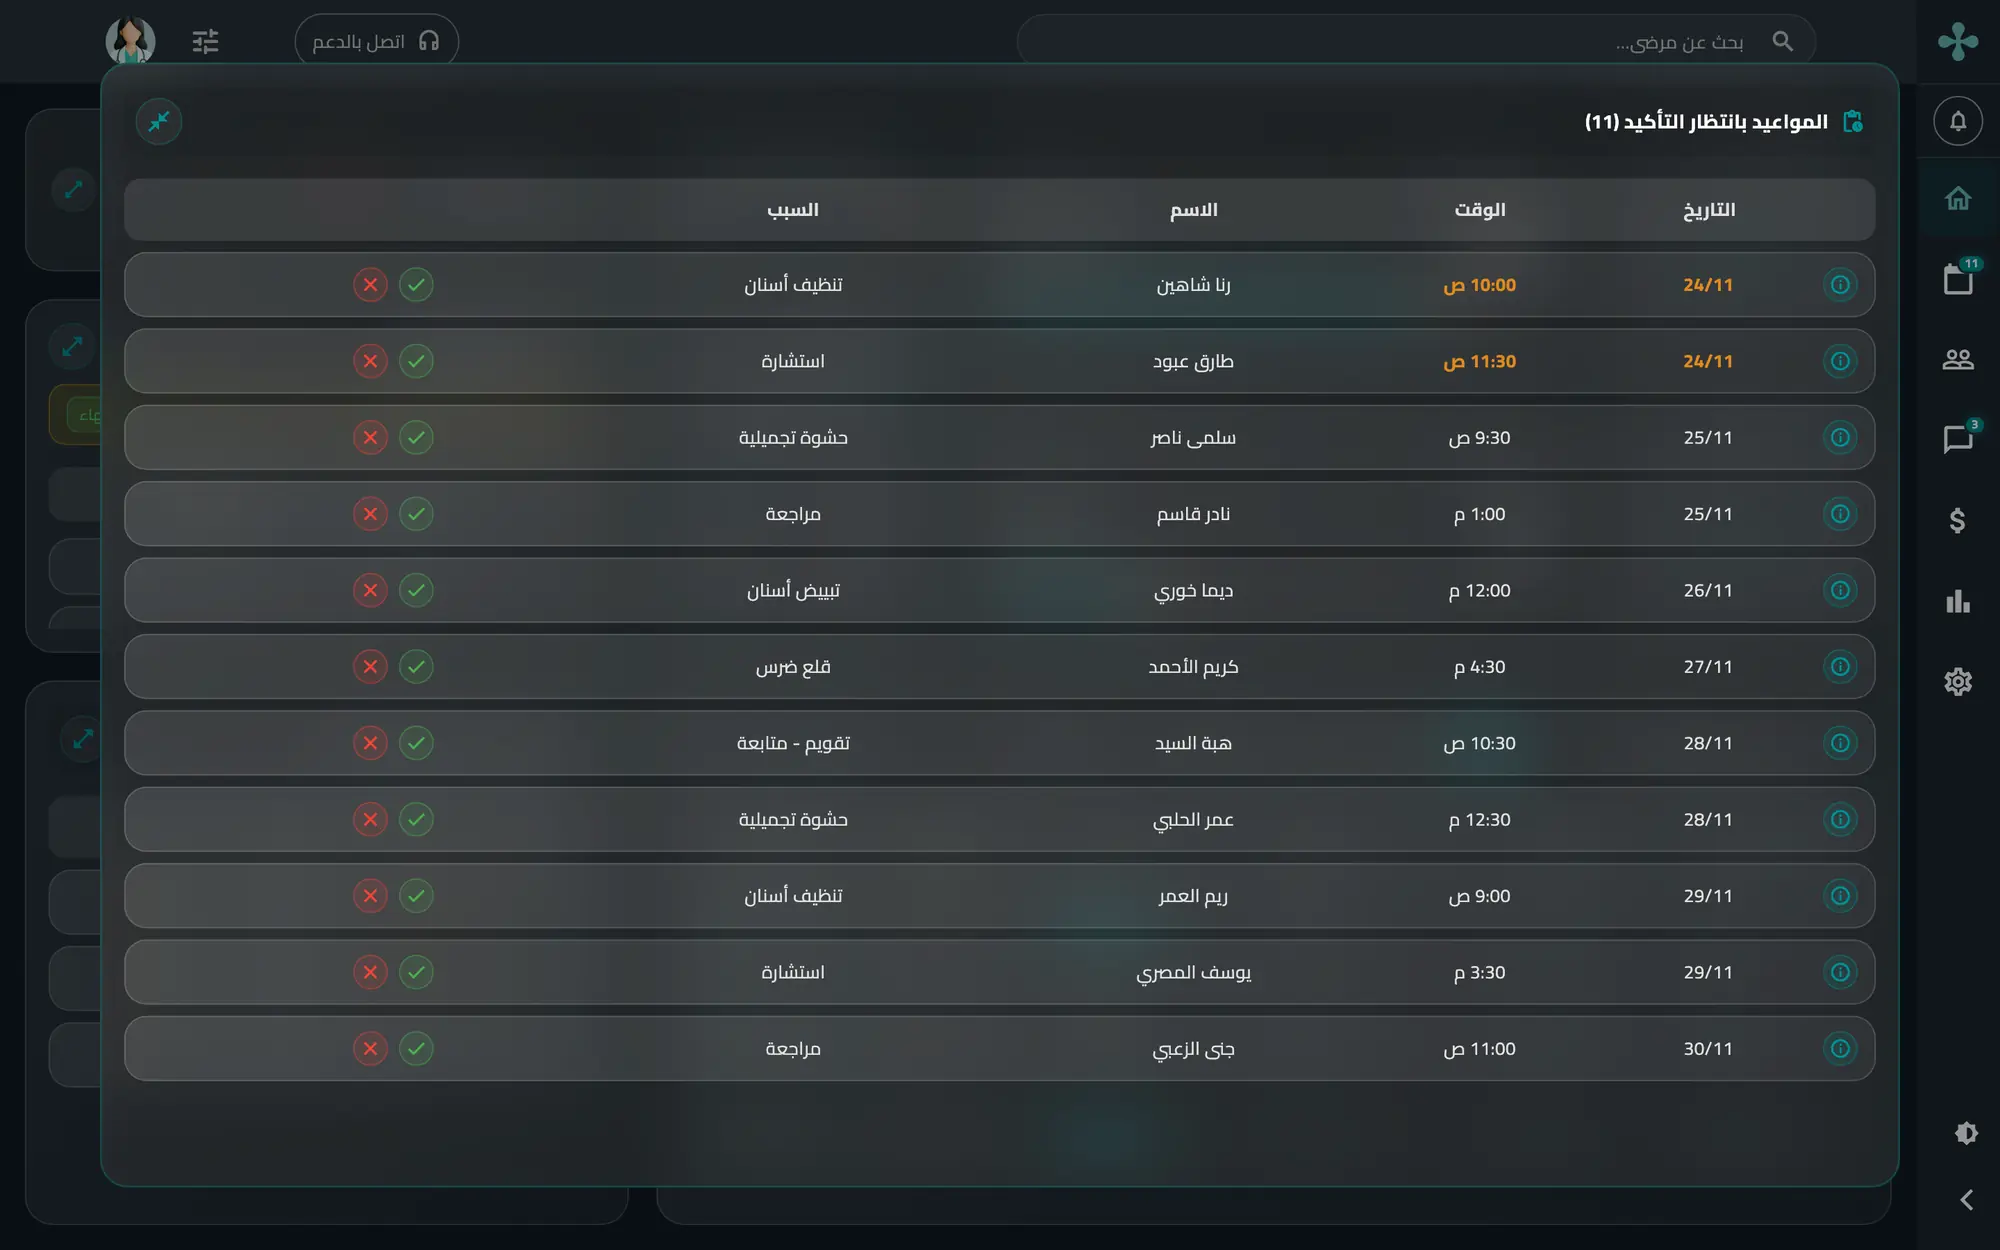 بحث عن مرضى...
اتصل بالدعم
المواعيد بانتظار التأكيد (11)
التاريخ الوقت الاسم السبب
24/11 10:00 ص رنا شاهين تنظيف أسنان
24/11 11:30 ص طارق عبود استشارة
25/11 9:30 ص سلمى ناصر حشوة تجميلية
25/11 1:00 م نادر قاسم مراجعة
26/11 12:00 م ديما خوري تبييض أسنان
27/11 4:30 م كريم الأحمد قلع ضرس
28/11 10:30 ص هبة السيد تقويم - متابعة
28/11 12:30 م عمر الحلبي حشوة تجميلية
29/11 9:00 ص ريم العمر تنظيف أسنان
29/11 3:30 م يوسف المصري استشارة
30/11 11:00 ص جنى الزعبي مراجعة
11
3